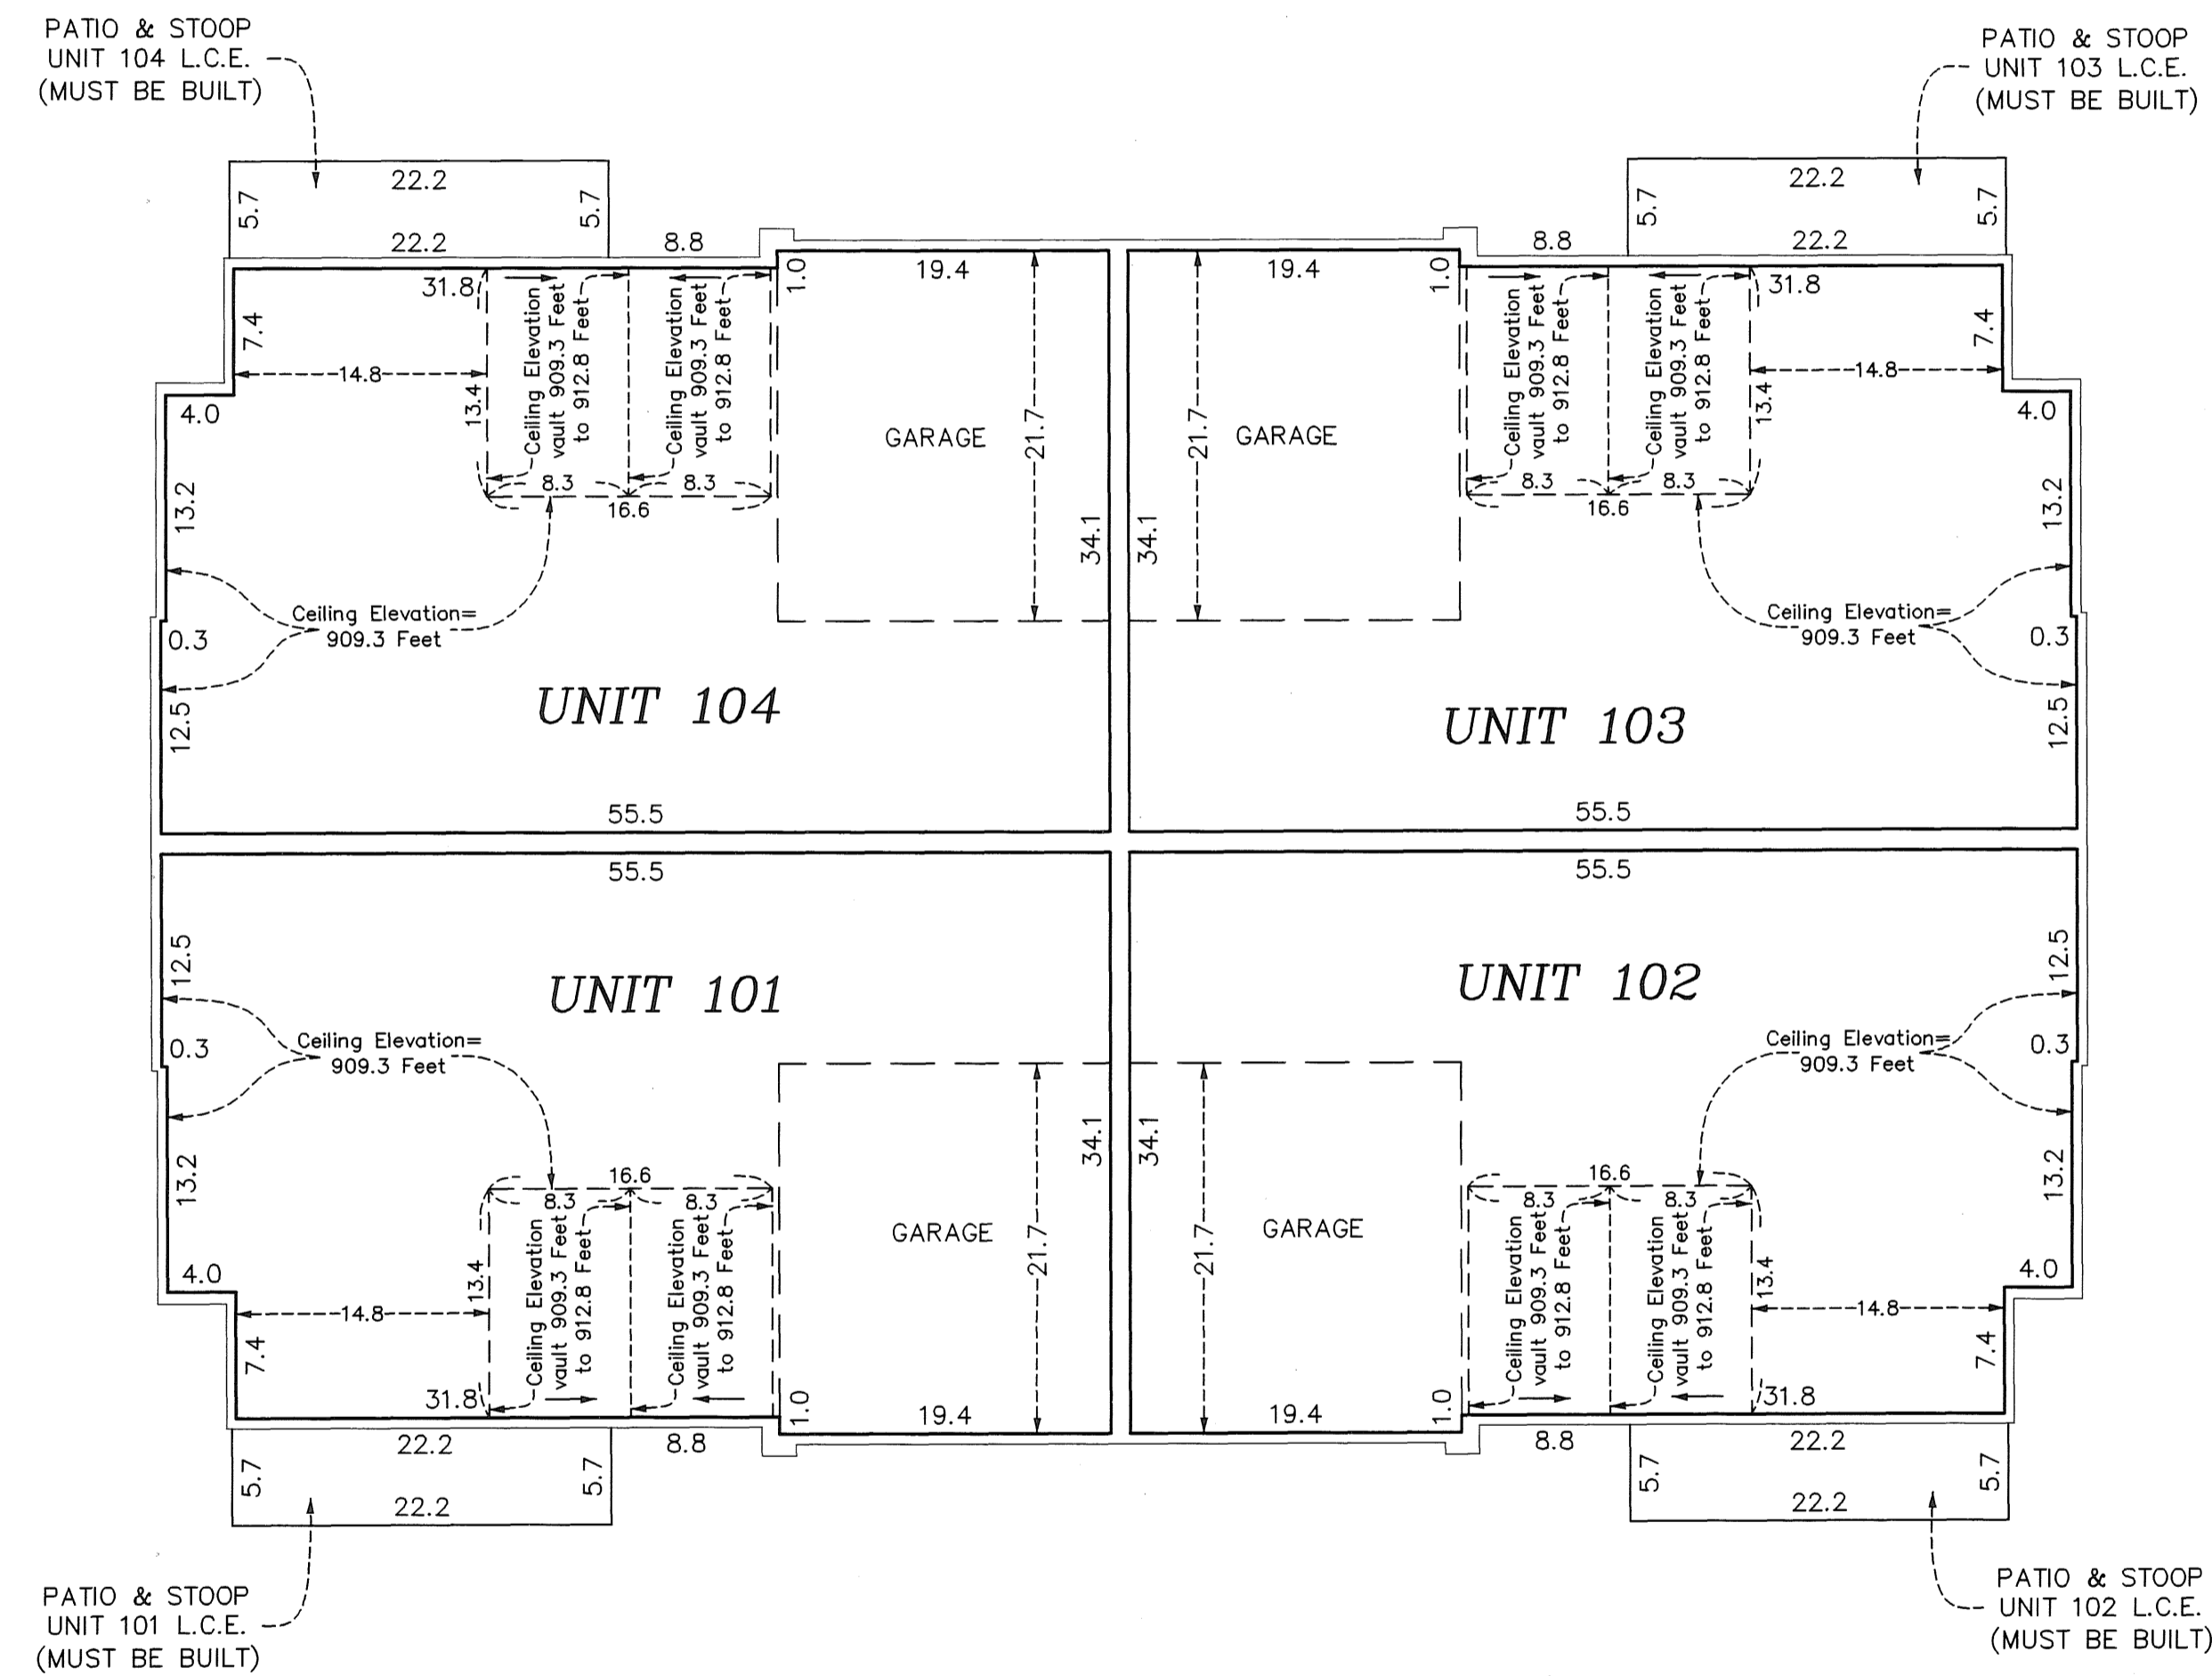 PATIO & STOOP
UNIT 104 L.C.E.
(MUST BE BUILT)
PATIO & STOOP
UNIT 103 L.C.E.
(MUST BE BUILT)
22.2
5.7
5.7
22.2
8.8
22.2
5.7
5.7
8.8
22.2
31.8
7.4
14.8
13.4
4.0
13.2
Ceiling Elevation
vault 909.3 Feet
to 912.8 Feet
Ceiling Elevation
vault 909.3 Feet
to 912.8 Feet
8.3
8.3
16.6
1.0
19.4
GARAGE
21.7
34.1
Ceiling Elevation=
909.3 Feet
0.3
12.5
UNIT 104
55.5
19.4
1.0
21.7
GARAGE
34.1
Ceiling Elevation
vault 909.3 Feet
to 912.8 Feet
Ceiling Elevation
vault 909.3 Feet
to 912.8 Feet
8.3
8.3
16.6
31.8
7.4
14.8
13.4
4.0
13.2
Ceiling Elevation=
909.3 Feet
0.3
12.5
UNIT 103
55.5
55.5
12.5
UNIT 101
0.3
Ceiling Elevation=
909.3 Feet
13.2
4.0
14.8
7.4
31.8
13.4
16.6
8.3
8.3
Ceiling Elevation
vault 909.3 Feet
to 912.8 Feet
Ceiling Elevation
vault 909.3 Feet
to 912.8 Feet
GARAGE
21.7
34.1
1.0
19.4
55.5
12.5
UNIT 102
0.3
Ceiling Elevation=
909.3 Feet
34.1
21.7
GARAGE
19.4
1.0
16.6
8.3
8.3
Ceiling Elevation
vault 909.3 Feet
to 912.8 Feet
Ceiling Elevation
vault 909.3 Feet
to 912.8 Feet
13.4
13.2
4.0
14.8
7.4
31.8
22.2
8.8
5.7
5.7
22.2
8.8
22.2
5.7
5.7
22.2
PATIO & STOOP
UNIT 101 L.C.E.
(MUST BE BUILT)
PATIO & STOOP
UNIT 102 L.C.E.
(MUST BE BUILT)